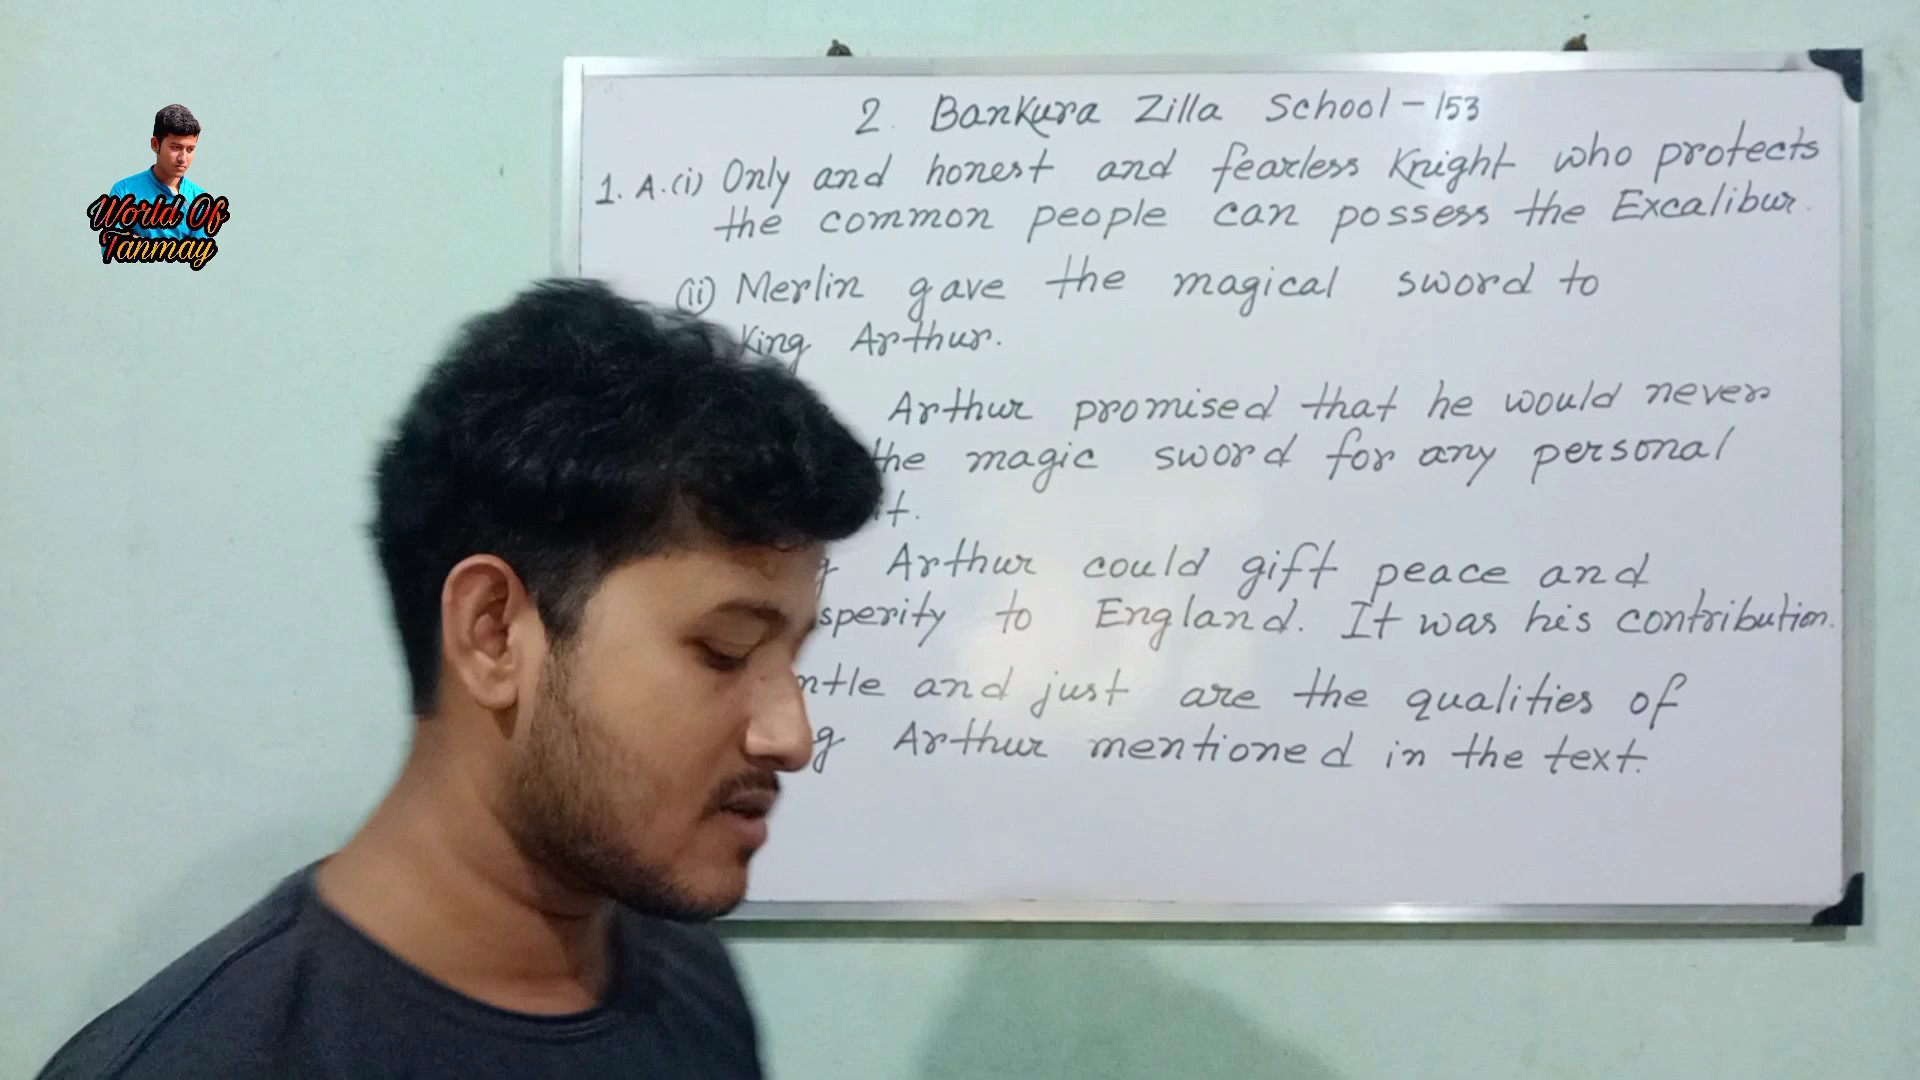 World Of
Tanmay
2. Bankura Zilla School - 153
1. A. (i) Only and honest and fearless Knight who protects
the common people can possess the Excalibur.
(ii) Merlin gave the magical sword to
King Arthur.
Arthur promised that he would never
the magic sword for any personal
Arthur could gift peace and
sperity to England. It was his contribution.
ntle and just are the qualities of
Arthur mentioned in the text.